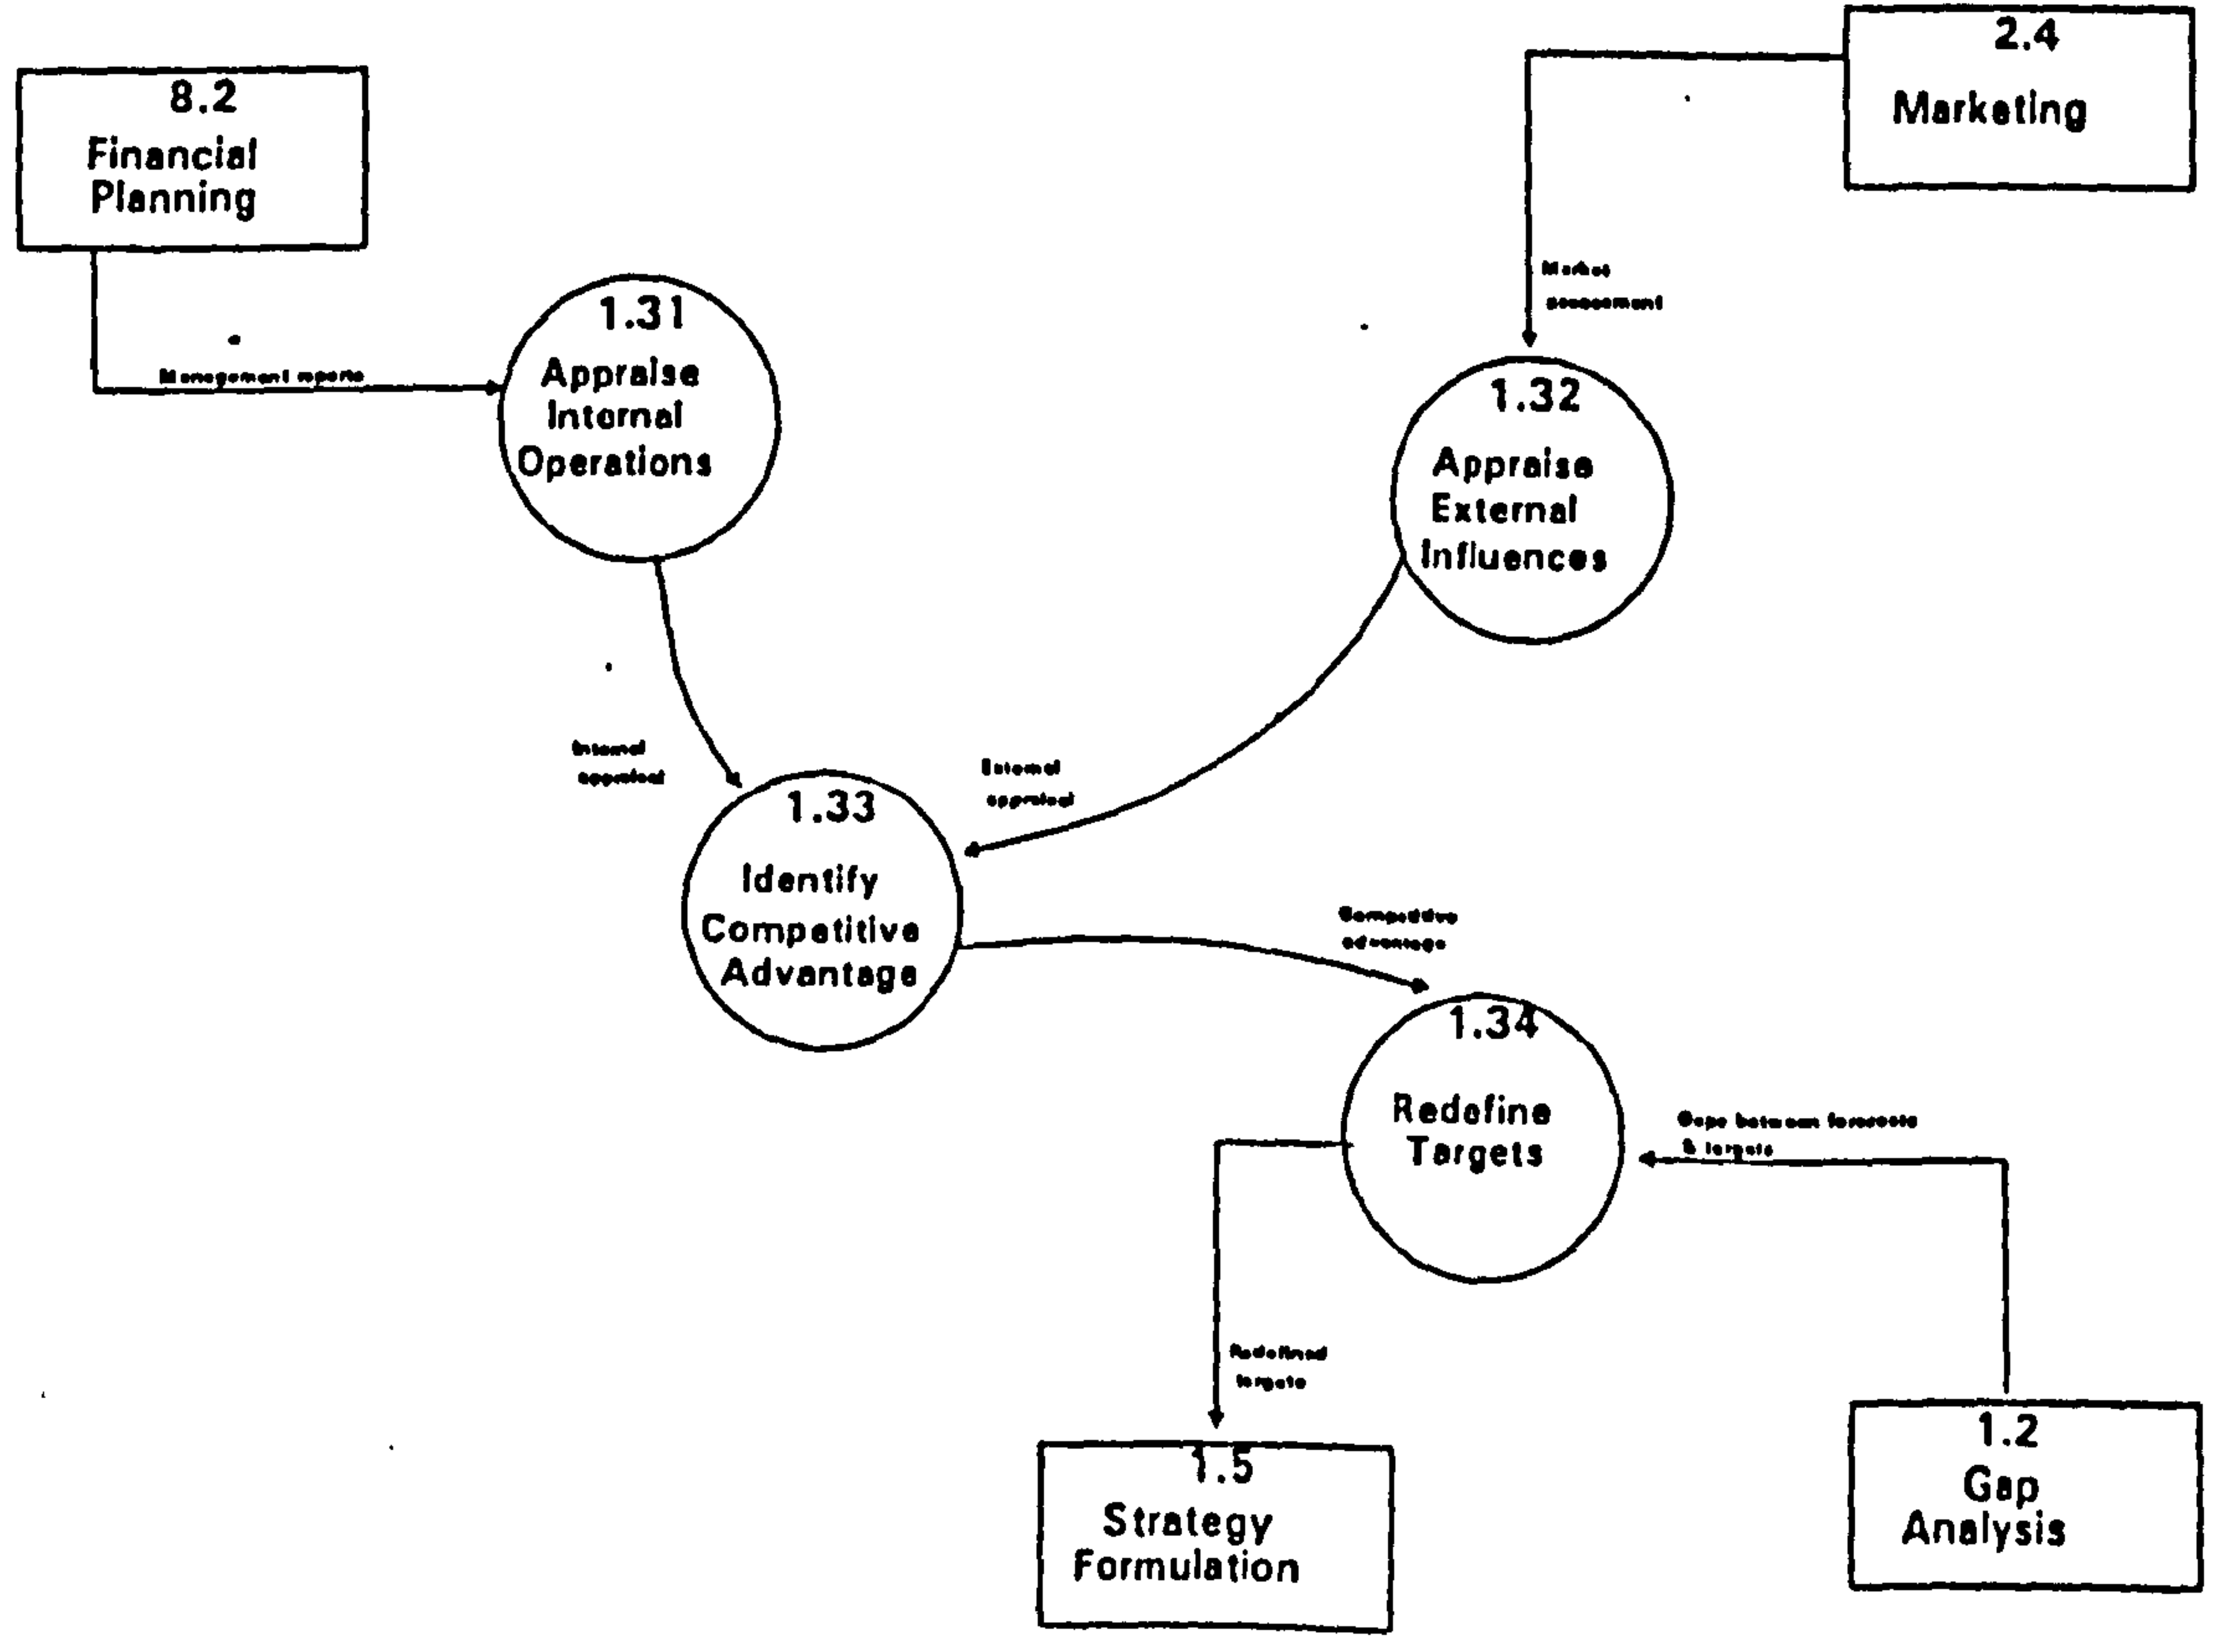 8.2
Financial
Planning
2.4
Marketing
Market
assessment
1.31
Appraise
Internal
Operations
Management reports
1.32
Appraise
External
Influences
Internal
appraisal
External
appraisal
1.33
Identify
Competitive
Advantage
Competitive
advantage
1.34
Redefine
Targets
Gaps between forecasts
& targets
Redefined
targets
1.5
Strategy
Formulation
1.2
Gap
Analysis